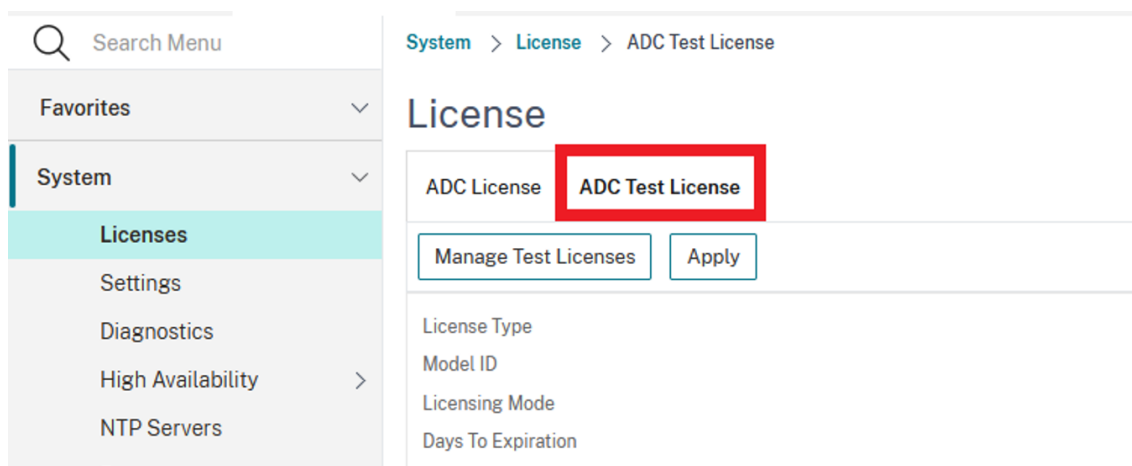 Search Menu
Favorites
System
Licenses
Settings
Diagnostics
High Availability
NTP Servers
System > License > ADC Test License
License
ADC License
ADC Test License
Manage Test Licenses
Apply
License Type
Model ID
Licensing Mode
Days To Expiration